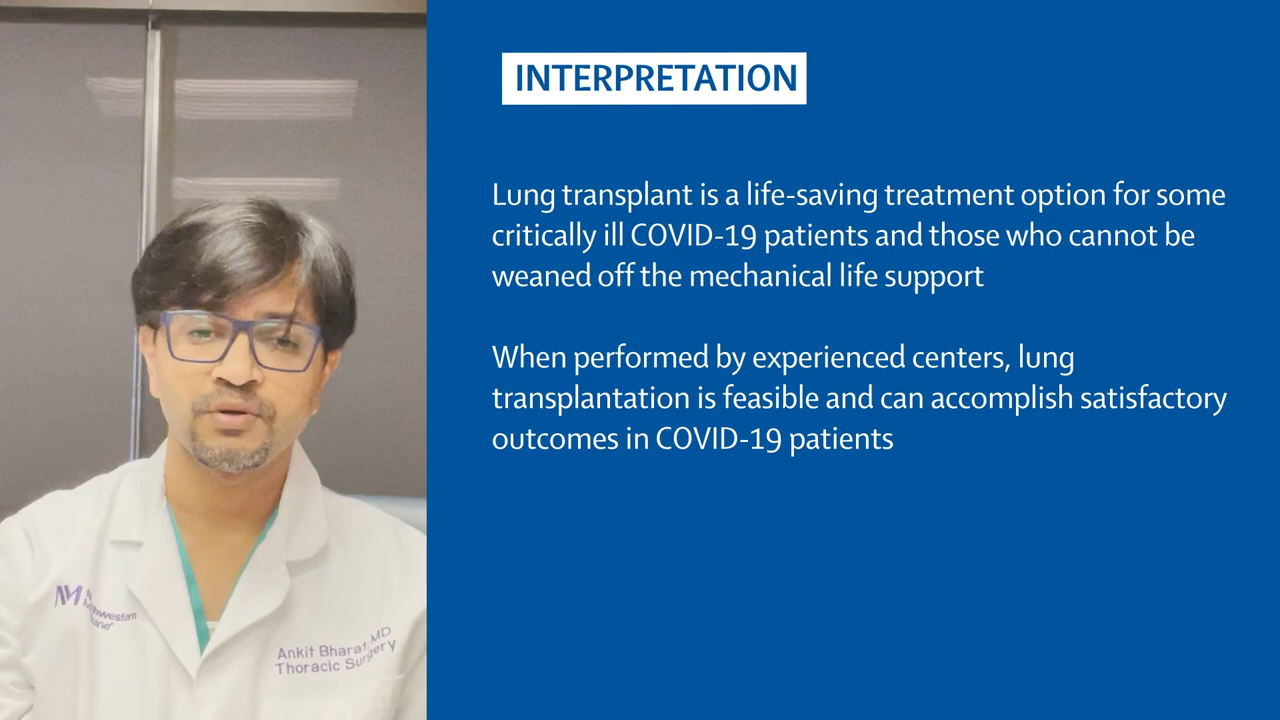 INTERPRETATION
Lung transplant is a life-saving treatment option for some
critically ill COVID-19 patients and those who cannot be
weaned off the mechanical life support
When performed by experienced centers, lung
transplantation is feasible and can accomplish satisfactory
outcomes in COVID-19 patients
Ankit Bharat, MD
Thoracic Surgery